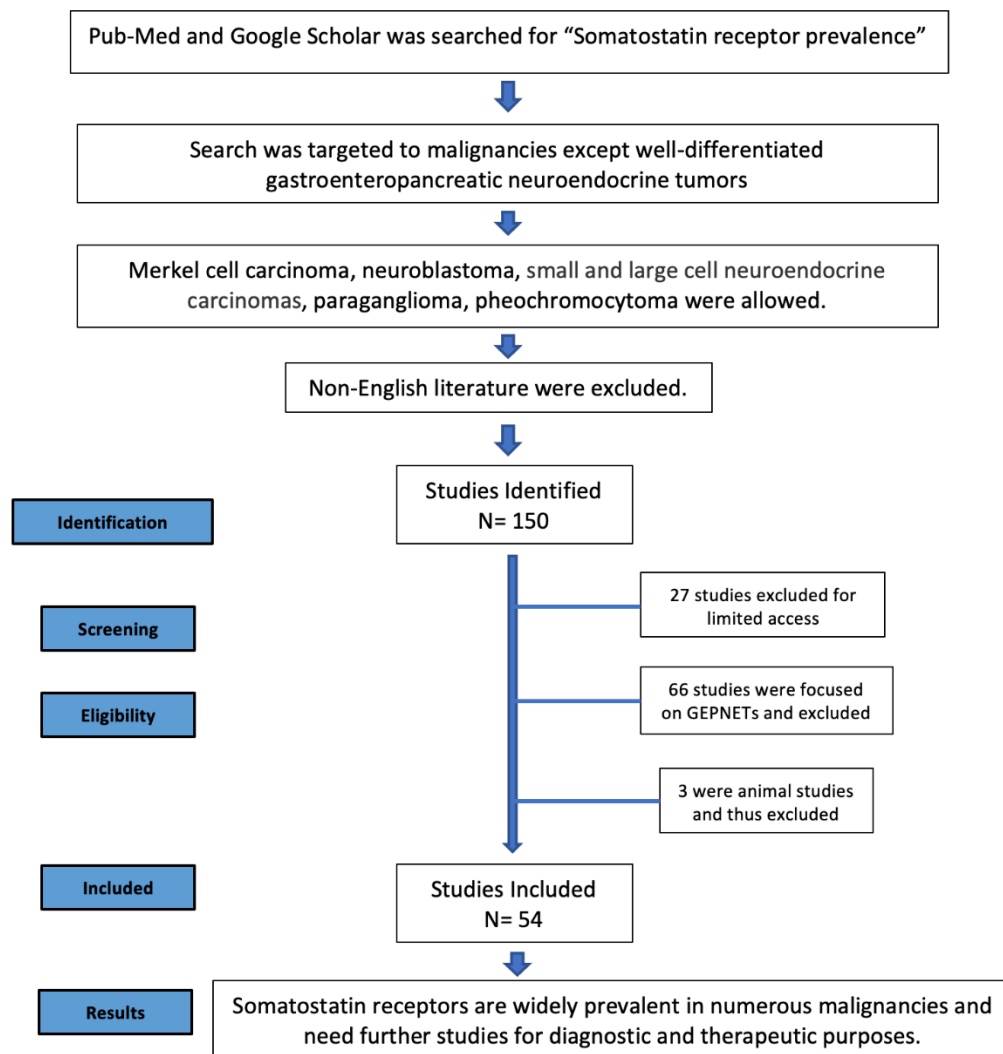 Pub-Med and Google Scholar was searched for “Somatostatin receptor prevalence”
Search was targeted to malignancies except well-differentiated
gastroenteropancreatic neuroendocrine tumors
Merkel cell carcinoma, neuroblastoma, small and large cell neuroendocrine
carcinomas, paraganglioma, pheochromocytoma were allowed.
Non-English literature were excluded.
Studies Identified
N= 150
Identification
27 studies excluded for
limited access
Screening
66 studies were focused
on GEPNETs and excluded
Eligibility
3 were animal studies
and thus excluded
Included
Studies Included
N= 54
Results
Somatostatin receptors are widely prevalent in numerous malignancies and
need further studies for diagnostic and therapeutic purposes.